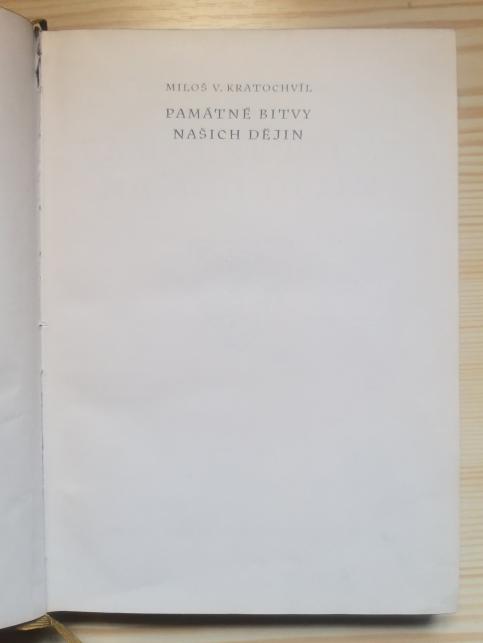 MILOŠ V. KRATOCHVÍL
PAMÁTNÉ BITVY
NAŠICH DĚJIN